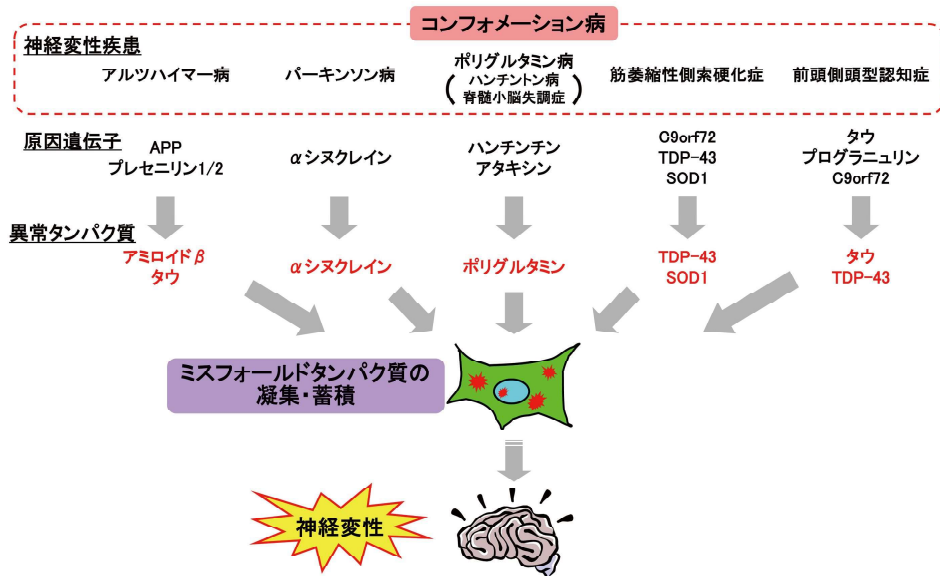 コンフォメーション病
神経変性疾患
アルツハイマー病
パーキンソン病
ポリグルタミン病
(ハンチントン病
脊髄小脳失調症)
筋萎縮性側索硬化症
前頭側頭型認知症
原因遺伝子
APP
プレセニリン1/2
αシヌクレイン
ハンチンチン
アタキシン
C9orf72
TDP-43
SOD1
タウ
プログラニュリン
C9orf72
異常タンパク質
アミロイドβ
タウ
αシヌクレイン
ポリグルタミン
TDP-43
SOD1
タウ
TDP-43
ミスフォールドタンパク質の
凝集・蓄積
神経変性